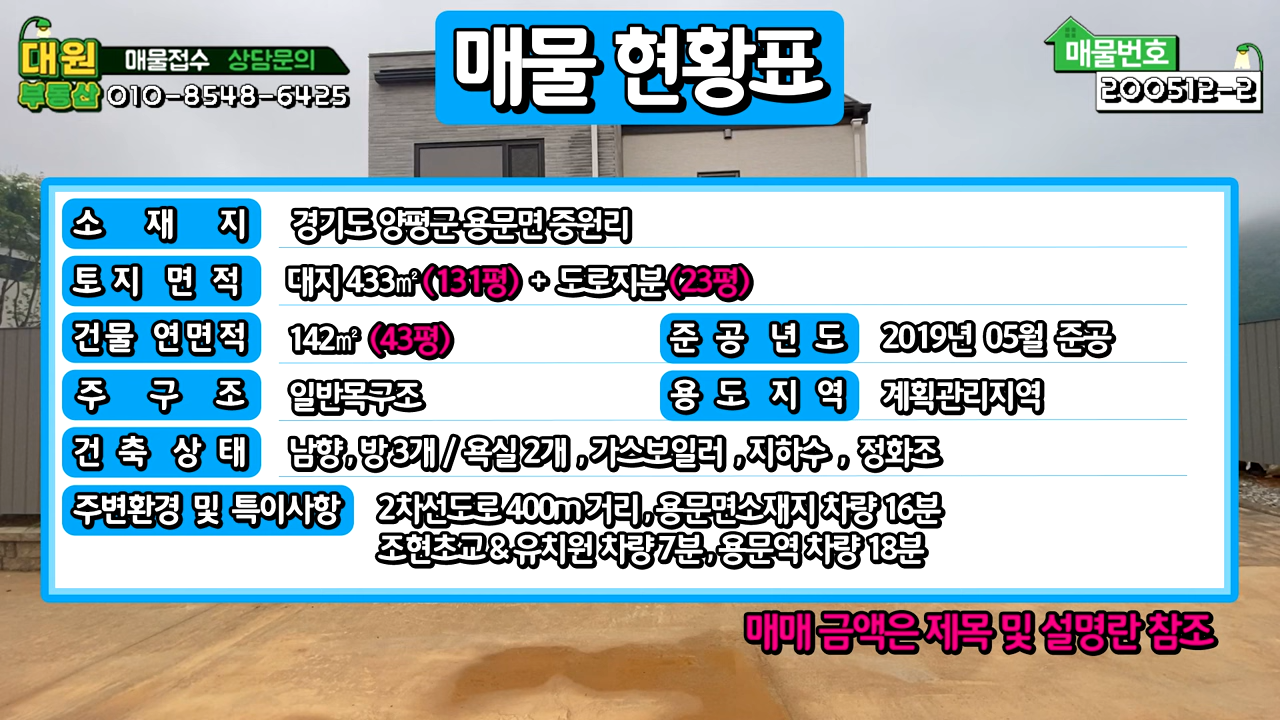 대원
부동산
매물접수 상담문의
010-8548-6425
매물 현황표
매물번호
200512-2
소재지 경기도 양평군 용문면 중원리
토지면적 대지 433㎡(131평) + 도로지분(23평)
건물 연면적 142㎡ (43평) 준공년도 2019년 05월 준공
주구조 일반목구조 용도지역 계획관리지역
건축상태 남향, 방3개 / 욕실 2개 , 가스보일러 , 지하수 , 정화조
주변환경 및 특이사항 2차선도로 400m 거리, 용문면소재지 차량 16분
조현초교 & 유치원 차량 7분, 용문역 차량 18분
매매 금액은 제목 및 설명란 참조